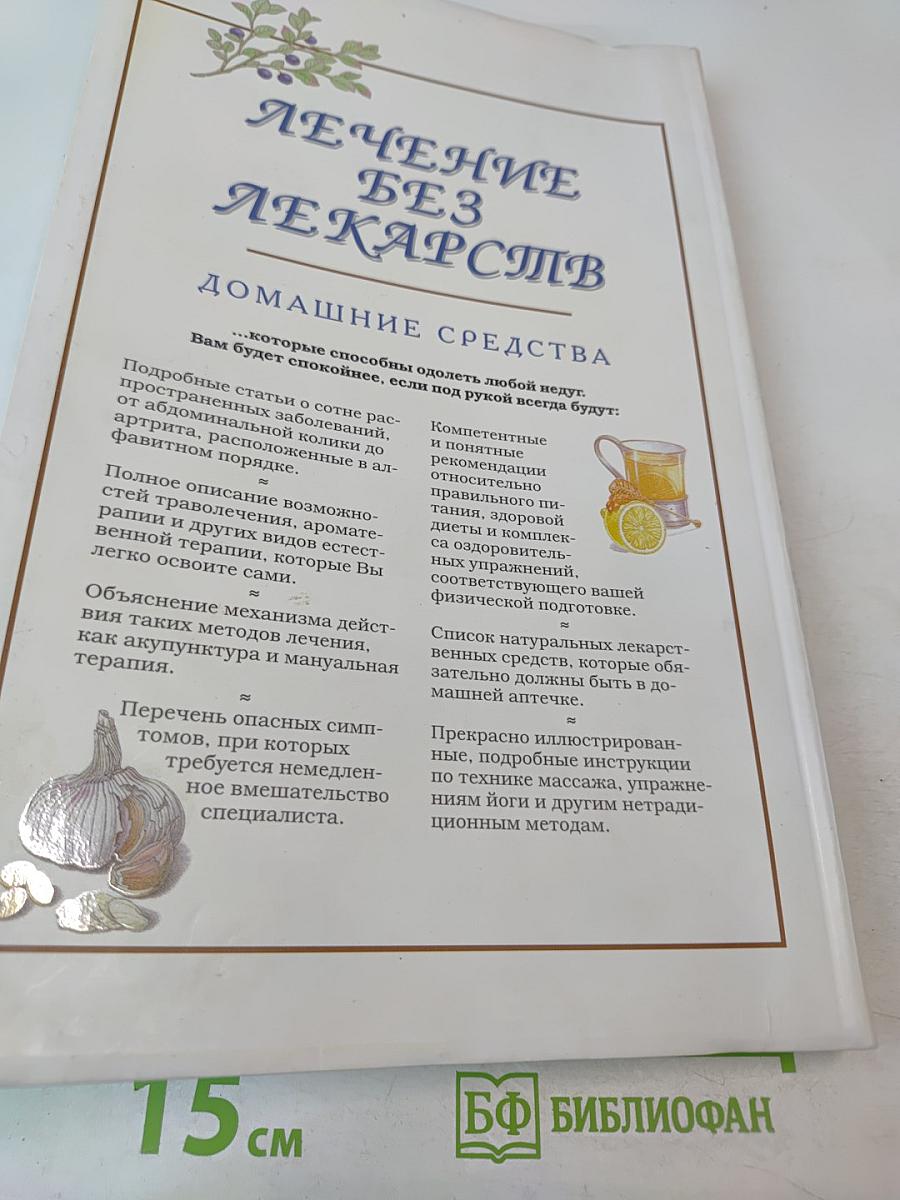 ЛЕЧЕНИЕ
БЕЗ
ЛЕКАРСТВ
ДОМАШНИЕ СРЕДСТВА
...которые способны одолеть любой недуг.
Вам будет спокойнее, если под рукой всегда будут:
Подробные статьи о сотне рас-
пространенных заболеваний,
от абдоминальной колики до
артрита, расположенные в ал-
фавитном порядке.
≈
Полное описание возможно-
стей траволечения, аромате-
рапии и других видов естест-
венной терапии, которые Вы
легко освоите сами.
≈
Объяснение механизма дейст-
вия таких методов лечения,
как акупунктура и мануальная
терапия.
≈
Перечень опасных симп-
томов, при которых
требуется немедлен-
ное вмешательство
специалиста.
Компетентные
и понятные
рекомендации
относительно
правильного пи-
тания, здоровой
диеты и комплек-
са оздоровитель-
ных упражнений,
соответствующего вашей
физической подготовке.
≈
Список натуральных лекарст-
венных средств, которые обя-
зательно должны быть в до-
машней аптечке.
≈
Прекрасно иллюстрирован-
ные, подробные инструкции
по технике массажа, упражне-
ниям йоги и другим нетради-
ционным методам.
15 см
БФ БИБЛИОФАН